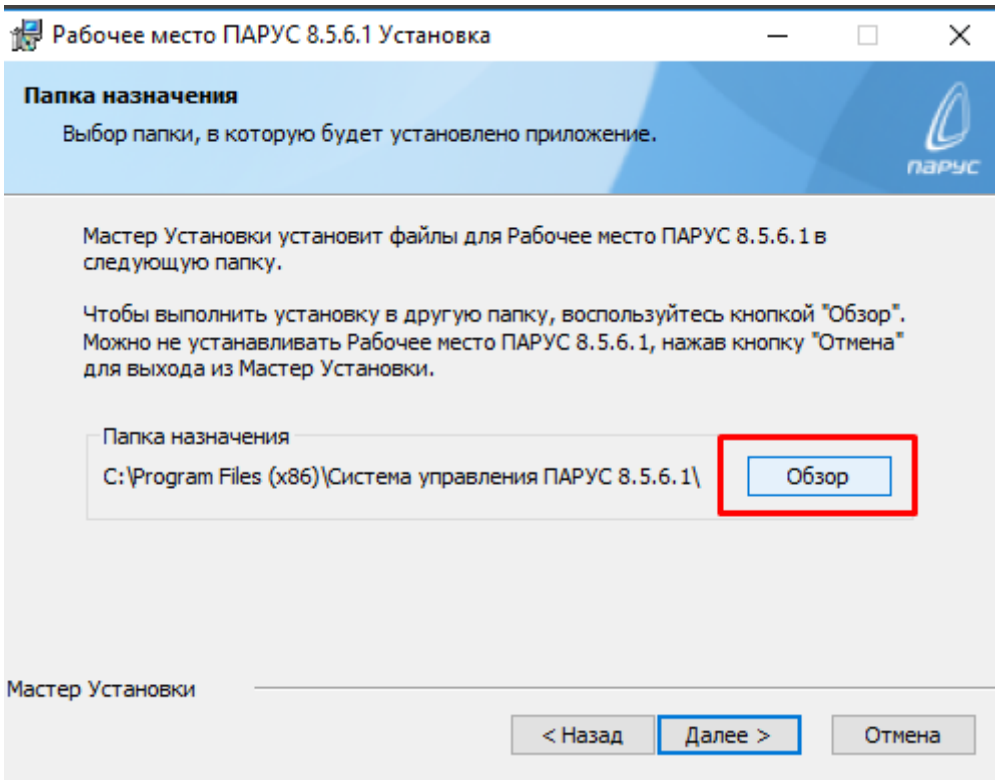 Рабочее место ПАРУС 8.5.6.1 Установка
Папка назначения
Выбор папки, в которую будет установлено приложение.
парус
Мастер Установки установит файлы для Рабочее место ПАРУС 8.5.6.1 в
следующую папку.
Чтобы выполнить установку в другую папку, воспользуйтесь кнопкой "Обзор".
Можно не устанавливать Рабочее место ПАРУС 8.5.6.1, нажав кнопку "Отмена"
для выхода из Мастер Установки.
Папка назначения
C:\Program Files (x86)\Система управления ПАРУС 8.5.6.1\ Обзор
Мастер Установки
< Назад Далее > Отмена